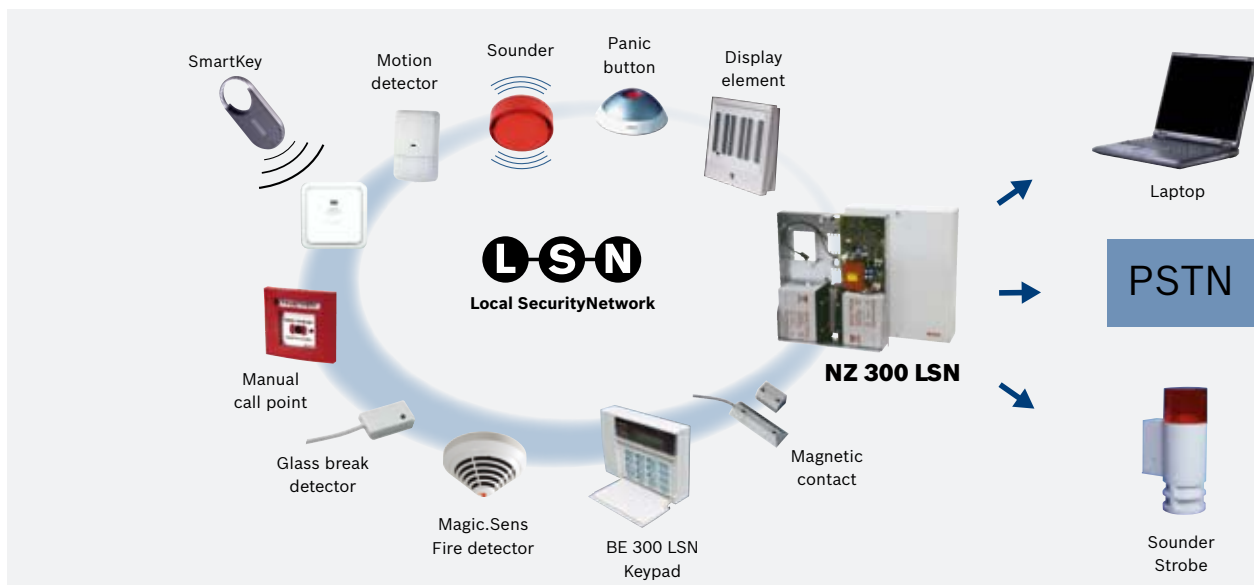 SmartKey
Motion
detector
Sounder
Panic
button
Display
element
Laptop
L-S-N
Local SecurityNetwork
PSTN
NZ 300 LSN
Manual
call point
Glass break
detector
Magic.Sens
Fire detector
BE 300 LSN
Keypad
Magnetic
contact
Sounder
Strobe